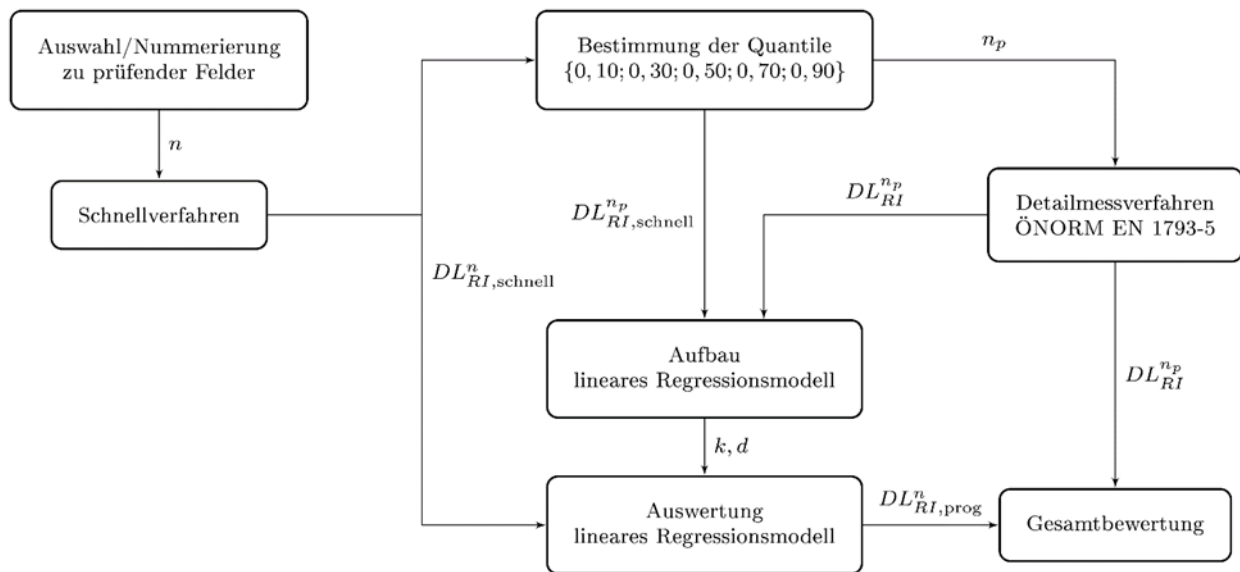 Auswahl/Nummerierung
zu prüfender Felder
n
Schnellverfahren
DL^n_{RI,schnell}
Bestimmung der Quantile
{0, 10; 0, 30; 0, 50; 0, 70; 0, 90}
n_p
DL^{n_p}_{RI,schnell}
DL^{n_p}_{RI}
Detailmessverfahren
ÖNORM EN 1793-5
Aufbau
lineares Regressionsmodell
DL^{n_p}_{RI}
k, d
Auswertung
lineares Regressionsmodell
DL^n_{RI,prog}
Gesamtbewertung